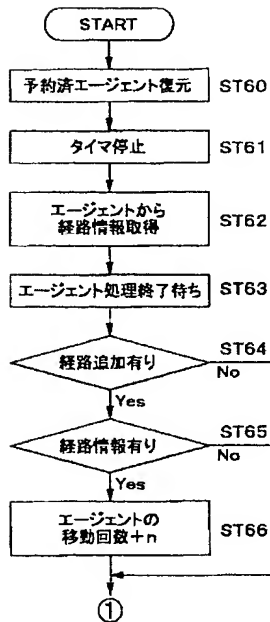 START
予約済エージェント復元 ST60
タイマ停止 ST61
エージェントから
経路情報取得 ST62
エージェント処理終了待ち ST63
経路追加有り ST64
No
Yes
経路情報有り ST65
No
Yes
エージェントの
移動回数+n ST66
①